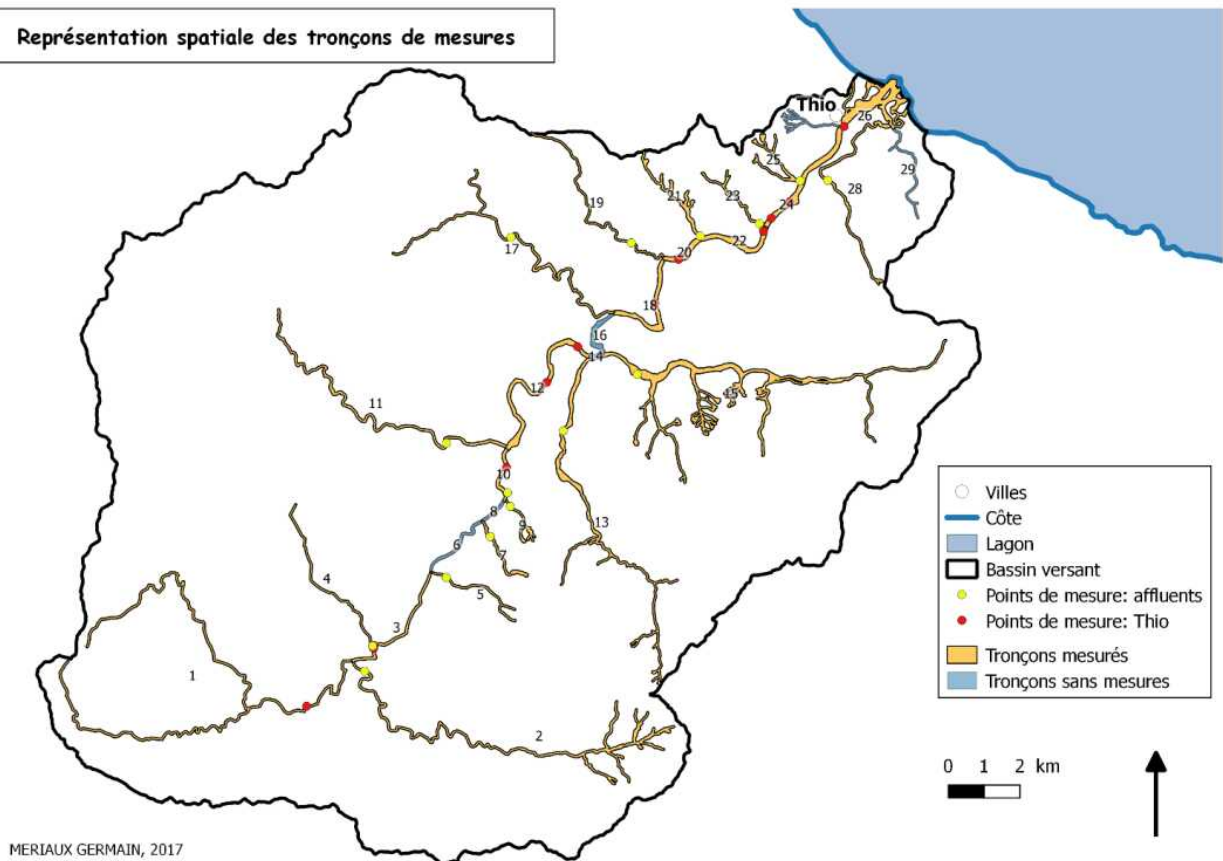 Représentation spatiale des tronçons de mesures
Thio
26
25
29
28
19
21
23
24
17
22
20
18
16
14
12
15
11
10
8
9
6
7
13
4
5
3
1
2
Villes
Côte
Lagon
Bassin versant
Points de mesure: affluents
Points de mesure: Thio
Tronçons mesurés
Tronçons sans mesures
0 1 2 km
MERIAUX GERMAIN, 2017